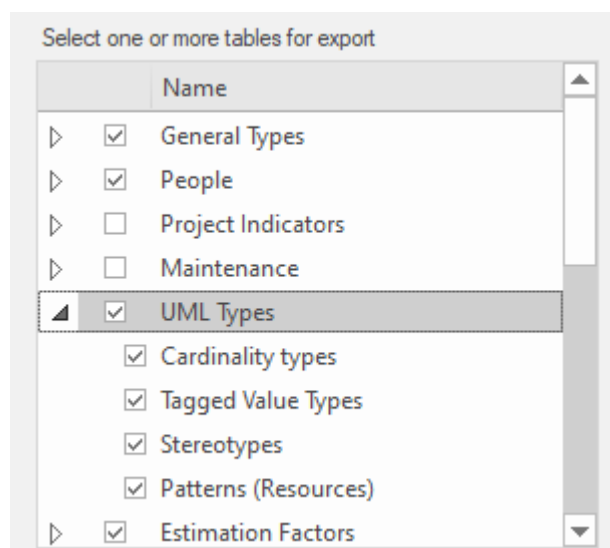 Select one or more tables for export
Name
General Types
People
Project Indicators
Maintenance
UML Types
Cardinality types
Tagged Value Types
Stereotypes
Patterns (Resources)
Estimation Factors